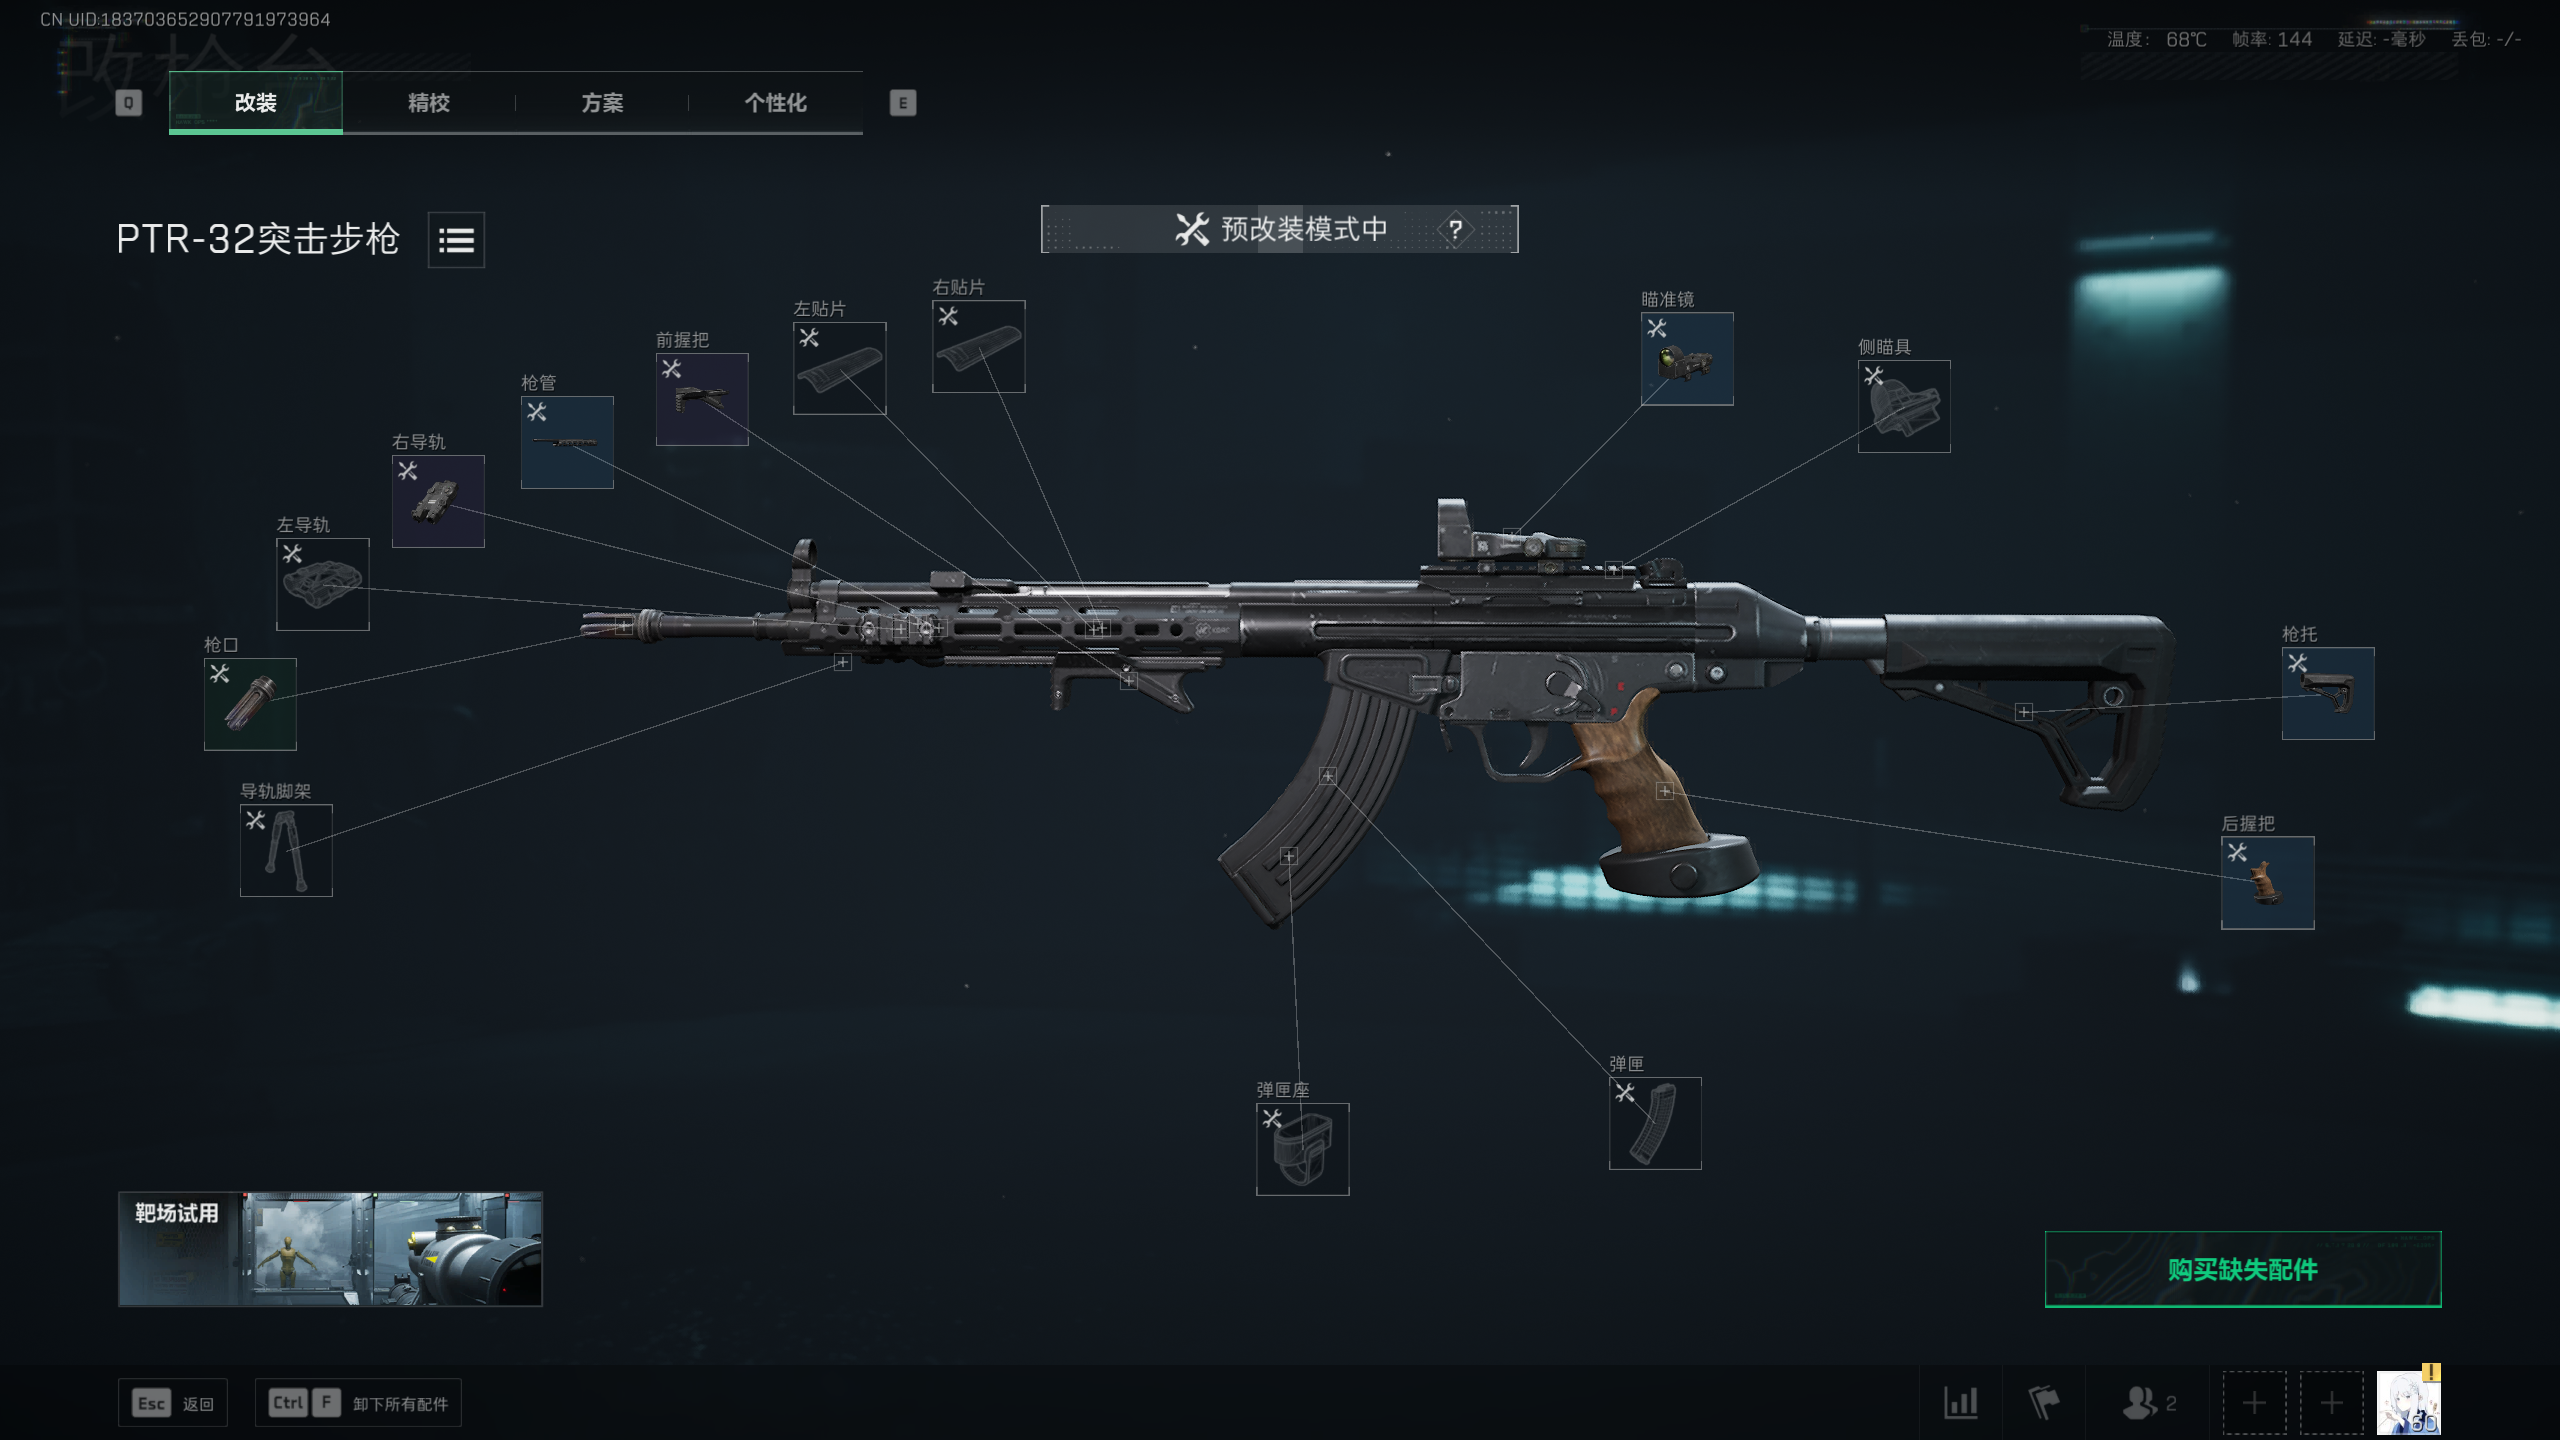 CN UID:183703652907791973964
改枪台
温度: 68℃ 帧率: 144 延迟: -毫秒 丢包: -/-
Q 改装 精校 方案 个性化 E
PTR-32突击步枪
预改装模式中 ?
右贴片
瞄准镜
左贴片
前握把
侧瞄具
枪管
右导轨
左导轨
枪口
枪托
导轨脚架
后握把
弹匣
弹匣座
靶场试用
购买缺失配件
Esc 返回 Ctrl F 卸下所有配件
2
60